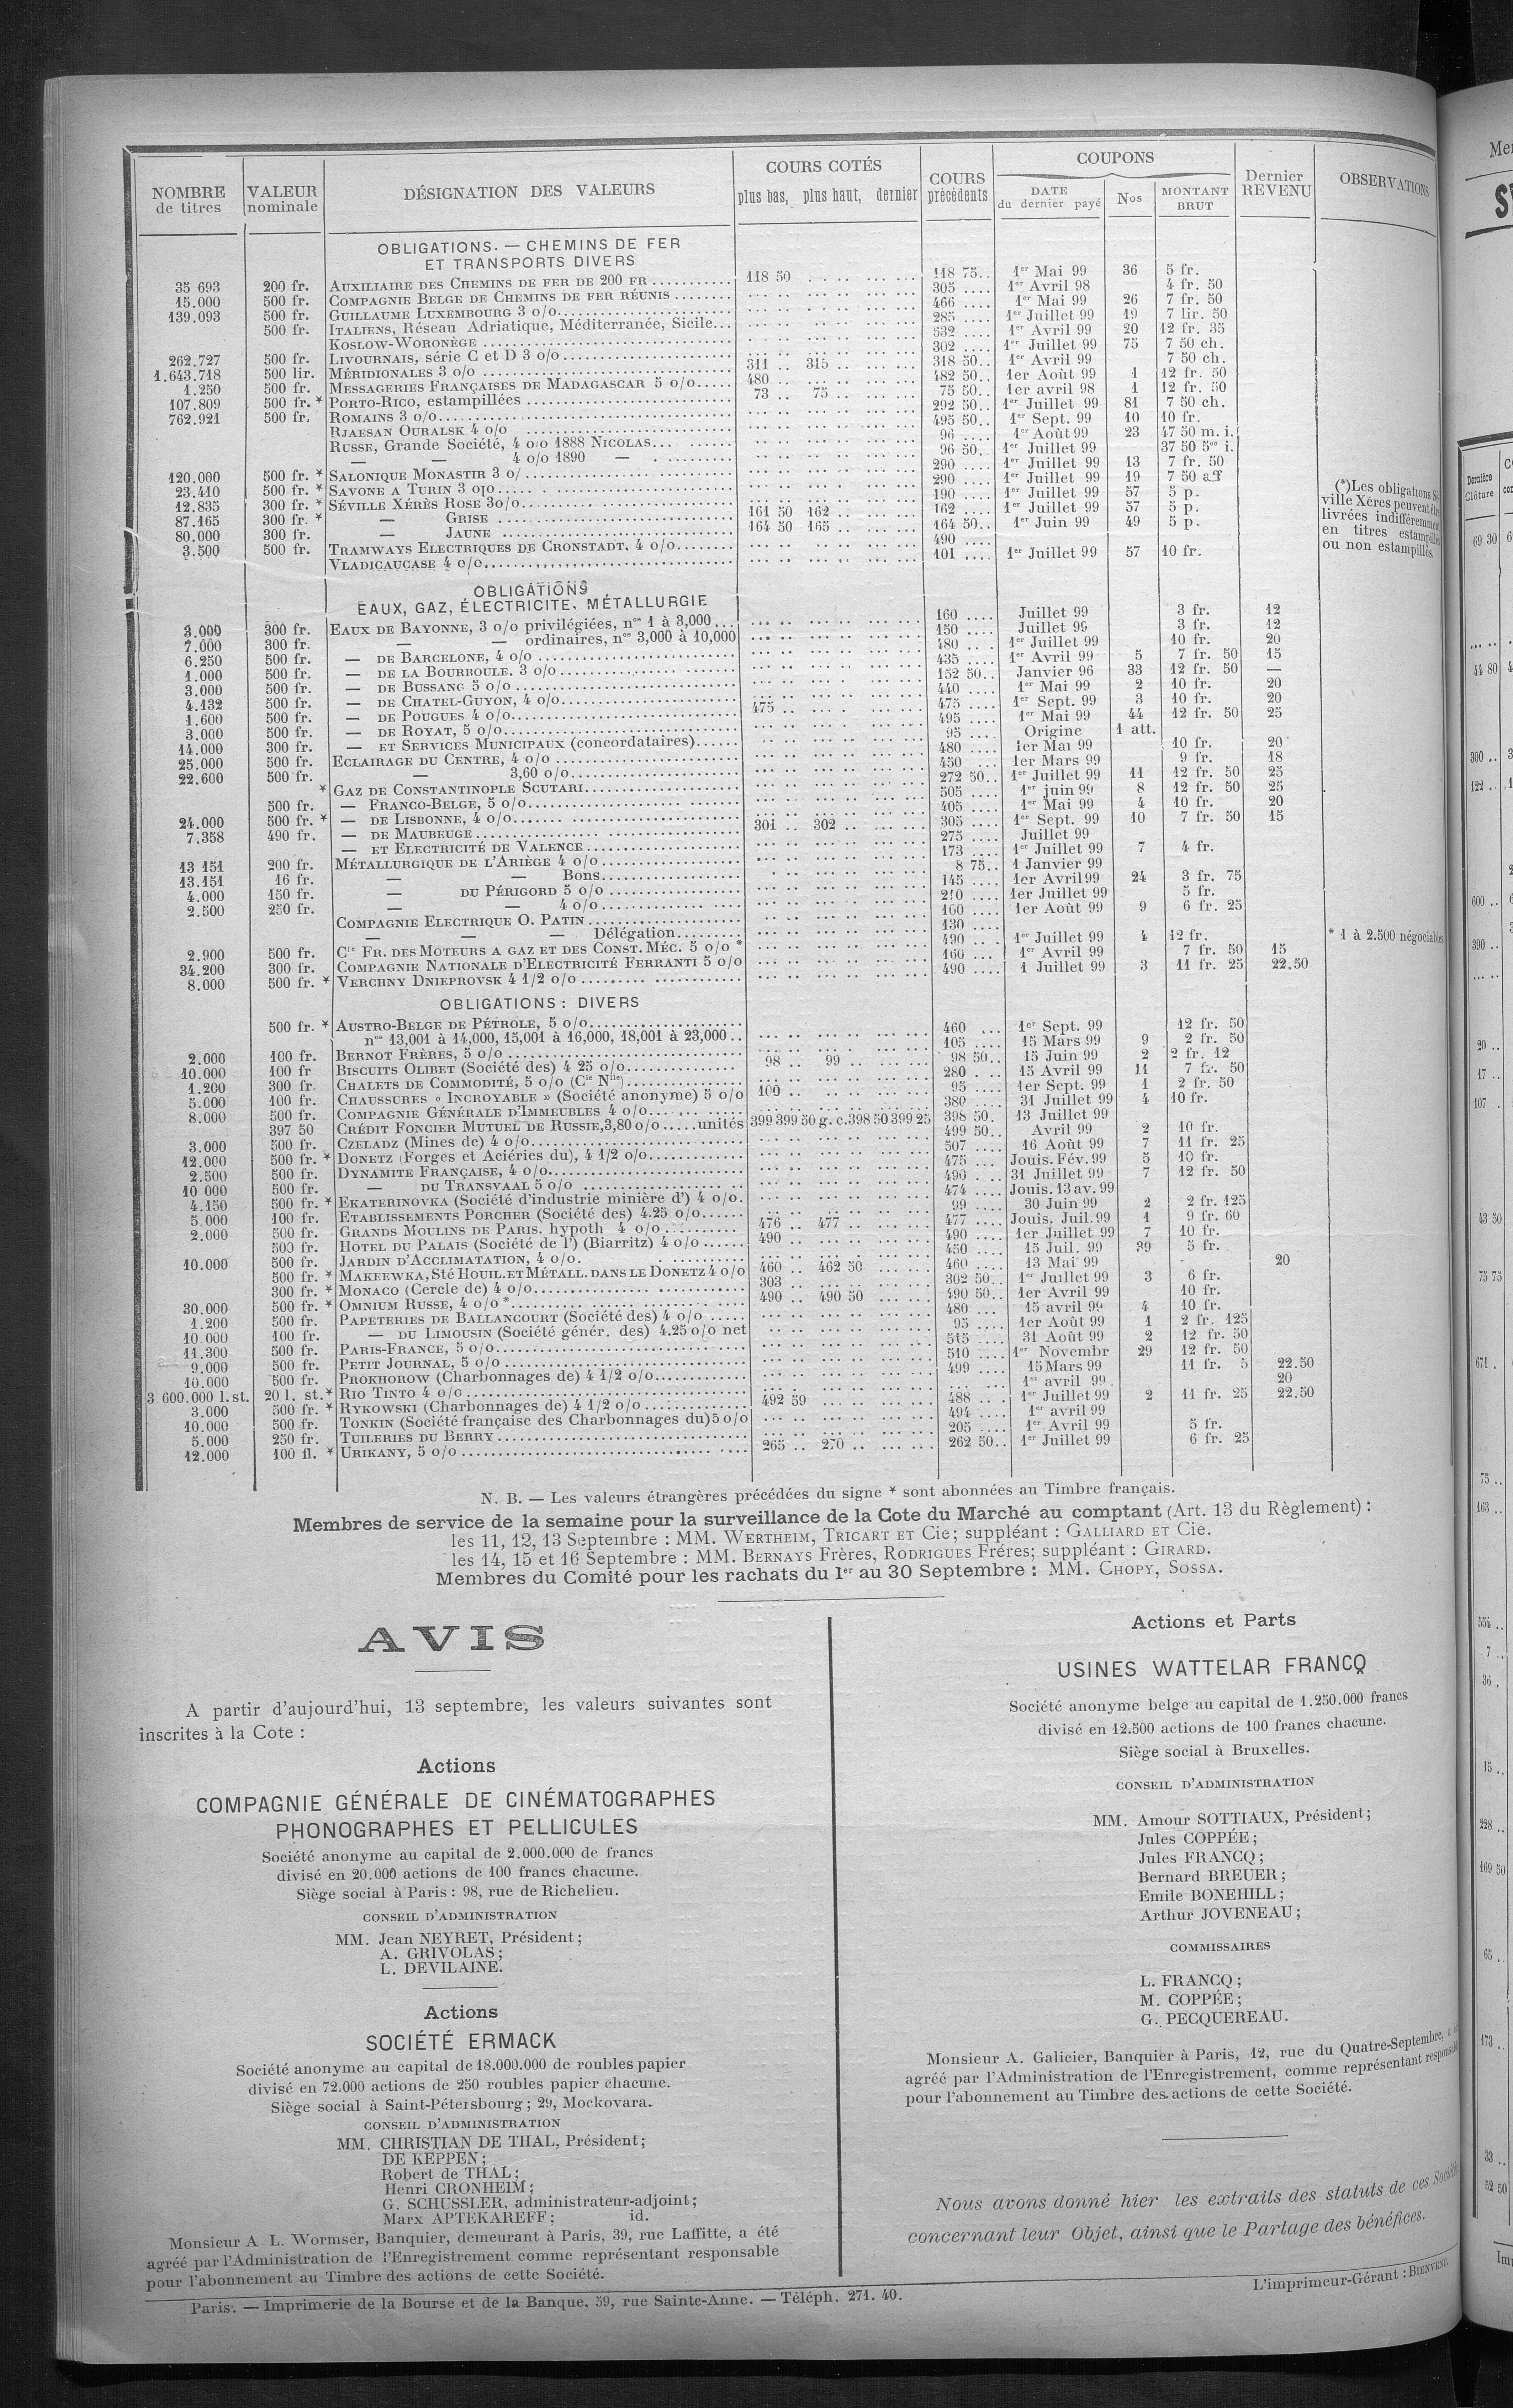 NOMBRE de titres | VALEUR nominale | DÉSIGNATION DES VALEURS | COURS COTÉS plus bas, plus haut, dernier | COURS précédents | COUPONS DATE du dernier payé | Nos | MONTANT BRUT | Dernier REVENU | OBSERVATIONS
OBLIGATIONS. — CHEMINS DE FER
ET TRANSPORTS DIVERS
35 693 | 200 fr. | AUXILIAIRE DES CHEMINS DE FER DE 200 FR | 118 50 | 118 75 | 1er Mai 99 | 36 | 5 fr.
15.000 | 500 fr. | COMPAGNIE BELGE DE CHEMINS DE FER RÉUNIS | 305 | 1er Avril 98 | 4 fr. 50
139.093 | 500 fr. | GUILLAUME LUXEMBOURG 3 o/o | 466 | 1er Mai 99 | 26 | 7 fr. 50
500 fr. | ITALIENS, Réseau Adriatique, Méditerranée, Sicile | 285 | 1er Juillet 99 | 19 | 7 lir. 50
KOSLOW-WORONÈGE | 532 | 1er Avril 99 | 20 | 12 fr. 35
262.727 | 500 fr. | LIVOURNAIS, série C et D 3 o/o | 302 | 1er Juillet 99 | 75 | 7 50 ch.
1.643.718 | 500 lir. | MÉRIDIONALES 3 o/o | 311 | 315 | 318 50 | 1er Avril 99 | 7 50 ch.
1.250 | 500 fr. | MESSAGERIES FRANÇAISES DE MADAGASCAR 5 o/o | 480 | 482 50 | 1er Août 99 | 1 | 12 fr. 50
107.809 | 500 fr. * | PORTO-RICO, estampillées | 73 | 75 | 75 50 | 1er avril 98 | 1 | 12 fr. 50
762.921 | 500 fr. | ROMAINS 3 o/o | 292 50 | 1er Juillet 99 | 81 | 7 50 ch.
RJAESAN OURALSK 4 o/o | 495 50 | 1er Sept. 99 | 10 | 10 fr.
RUSSE, Grande Société, 4 o/o 1888 NICOLAS | 96 | 1er Août 99 | 23 | 47 50 m. i.
— — 4 o/o 1890 — | 96 50 | 1er Juillet 99 | 37 50 5ce i.
120.000 | 500 fr. * | SALONIQUE MONASTIR 3 o/ | 290 | 1er Juillet 99 | 13 | 7 fr. 50
23.410 | 500 fr. * | SAVONE A TURIN 3 o/o | 290 | 1er Juillet 99 | 19 | 7 50
12.835 | 300 fr. * | SÉVILLE XÉRÈS ROSE 3o/o | 190 | 1er Juillet 99 | 57 | 5 p.
87.165 | 300 fr. * | — GRISE | 161 50 | 162 | 162 | 1er Juillet 99 | 57 | 5 p.
80.000 | 300 fr. | — JAUNE | 164 50 | 165 | 164 50 | 1er Juin 99 | 49 | 5 p.
3.500 | 500 fr. | TRAMWAYS ELECTRIQUES DE CRONSTADT. 4 o/o | 490
VLADICAUCASE 4 o/o | 101 | 1er Juillet 99 | 57 | 10 fr.
(*)Les obligations
ville Xérès peuvent être
livrées indifféremment
en titres estampillés
ou non estampillés.
OBLIGATIONS
EAUX, GAZ, ÉLECTRICITE, MÉTALLURGIE
3.000 | 300 fr. | EAUX DE BAYONNE, 3 o/o privilégiées, nos 1 à 3,000 | 160 | Juillet 99 | 3 fr. | 12
7.000 | 300 fr. | — — ordinaires, nos 3,000 à 10,000 | 150 | Juillet 99 | 3 fr. | 12
6.250 | 500 fr. | — DE BARCELONE, 4 o/o | 480 | 1er Juillet 99 | 10 fr. | 20
1.000 | 500 fr. | — DE LA BOURBOULE. 3 o/o | 435 | 1er Avril 99 | 5 | 7 fr. 50 | 15
3.000 | 500 fr. | — DE BUSSANG 5 o/o | 152 50 | Janvier 96 | 33 | 12 fr. 50 | —
4.132 | 500 fr. | — DE CHATEL-GUYON, 4 o/o | 440 | 1er Mai 99 | 2 | 10 fr. | 20
1.600 | 500 fr. | — DE POUGUES 4 o/o | 475 | 475 | 1er Sept. 99 | 3 | 10 fr. | 20
3.000 | 500 fr. | — DE ROYAT, 5 o/o | 495 | 1er Mai 99 | 44 | 12 fr. 50 | 25
14.000 | 300 fr. | — ET SERVICES MUNICIPAUX (concordataires) | 95 | Origine | 1 att.
25.000 | 500 fr. | ECLAIRAGE DU CENTRE, 4 o/o | 480 | 1er Mai 99 | 10 fr. | 20
22.600 | 500 fr. | — 3,60 o/o | 450 | 1er Mars 99 | 9 fr. | 18
* GAZ DE CONSTANTINOPLE SCUTARI | 272 50 | 1er Juillet 99 | 11 | 12 fr. 50 | 25
500 fr. | — FRANCO-BELGE, 5 o/o | 505 | 1er juin 99 | 8 | 12 fr. 50 | 25
24.000 | 500 fr. * | — DE LISBONNE, 4 o/o | 405 | 1er Mai 99 | 4 | 10 fr. | 20
7.358 | 490 fr. | — DE MAUBEUGE | 301 | 302 | 305 | 1er Sept. 99 | 10 | 7 fr. 50 | 15
— ET ELECTRICITÉ DE VALENCE | 275 | Juillet 99
13 151 | 200 fr. | MÉTALLURGIQUE DE L'ARIÈGE 4 o/o | 173 | 1er Juillet 99 | 7 | 4 fr.
13.151 | 16 fr. | — — Bons | 8 75 | 1 Janvier 99
4.000 | 150 fr. | — DU PÉRIGORD 5 o/o | 145 | 1er Avril 99 | 24 | 3 fr. 75
2.500 | 250 fr. | — — 4 o/o | 210 | 1er Juillet 99 | 5 fr.
COMPAGNIE ELECTRIQUE O. PATIN | 160 | 1er Août 99 | 9 | 6 fr. 25
— — — Délégation | 130
2.900 | 500 fr. | Cie FR. DES MOTEURS A GAZ ET DES CONST. MÉC. 5 o/o * | 490 | 1er Juillet 99 | 4 | 12 fr. | * 1 à 2.500 négociables
34.200 | 300 fr. | COMPAGNIE NATIONALE D'ELECTRICITÉ FERRANTI 5 o/o | 160 | 1er Avril 99 | 7 fr. 50 | 15
8.000 | 500 fr. * | VERCHNY DNIEPROVSK 4 1/2 o/o | 490 | 1 Juillet 99 | 3 | 11 fr. 25 | 22.50
OBLIGATIONS : DIVERS
500 fr. * | AUSTRO-BELGE DE PÉTROLE, 5 o/o | 460 | 1er Sept. 99 | 12 fr. 50
nos 13,001 à 14,000, 15,001 à 16,000, 18,001 à 23,000
2.000 | 100 fr. | BERNOT FRÈRES, 5 o/o | 105 | 15 Mars 99 | 9 | 2 fr. 50
10.000 | 100 fr | BISCUITS OLIBET (Société des) 4 25 o/o | 98 | 99 | 98 50 | 15 Juin 99 | 2 | 2 fr. 12
1.200 | 300 fr. | CHALETS DE COMMODITÉ, 5 o/o (Cie Nlle) | 280 | 15 Avril 99 | 11 | 7 fr. 50
5.000 | 100 fr. | CHAUSSURES « INCROYABLE » (Société anonyme) 5 o/o | 100 | 95 | 1er Sept. 99 | 1 | 2 fr. 50
8.000 | 500 fr. | COMPAGNIE GÉNÉRALE D'IMMEUBLES 4 o/o | 380 | 31 Juillet 99 | 4 | 10 fr.
397 50 | CRÉDIT FONCIER MUTUEL DE RUSSIE, 3,80 o/o unités | 399 399 50 g. c. 398 50 399 25 | 398 50 | 13 Juillet 99
3.000 | 500 fr. | CZELADZ (Mines de) 4 o/o | 499 50 | Avril 99 | 2 | 10 fr.
12.000 | 500 fr. * | DONETZ (Forges et Aciéries du), 4 1/2 o/o | 507 | 16 Août 99 | 7 | 11 fr. 25
2.500 | 500 fr. | DYNAMITE FRANÇAISE, 4 o/o | 475 | Jouis. Fév. 99 | 5 | 10 fr.
10 000 | 500 fr. | — DU TRANSVAAL 5 o/o | 496 | 31 Juillet 99 | 7 | 12 fr. 50
4.150 | 500 fr. * | EKATERINOVKA (Société d'industrie minière d') 4 o/o. | 474 | Jouis. 13 av. 99
5.000 | 100 fr. | ETABLISSEMENTS PORCHER (Société des) 4.25 o/o | 99 | 30 Juin 99 | 2 | 2 fr. 125
2.000 | 500 fr. | GRANDS MOULINS DE PARIS. hypoth 4 o/o | 476 | 477 | 477 | Jouis. Juil. 99 | 1 | 9 fr. 60
500 fr. | HOTEL DU PALAIS (Société de l') (Biarritz) 4 o/o | 490 | 490 | 1er Juillet 99 | 7 | 10 fr.
10.000 | 500 fr. | JARDIN D'ACCLIMATATION, 4 o/o. | 450 | 15 Juil. 99 | 39 | 5 fr.
500 fr. * | MAKEEWKA, Sté HOUIL. ET MÉTALL. DANS LE DONETZ 4 o/o | 460 | 462 50 | 460 | 13 Mai 99 | 20
300 fr. * | MONACO (Cercle de) 4 o/o | 303 | 302 50 | 1er Juillet 99 | 3 | 6 fr.
30.000 | 500 fr. * | OMNIUM RUSSE, 4 o/o * | 490 | 490 50 | 490 50 | 1er Avril 99 | 10 fr.
1.200 | 500 fr. | PAPETERIES DE BALLANCOURT (Société des) 4 o/o | 480 | 15 avril 99 | 4 | 10 fr.
10.000 | 100 fr. | — DU LIMOUSIN (Société génér. des) 4.25 o/o net | 95 | 1er Août 99 | 1 | 2 fr. 125
11.300 | 500 fr. | PARIS-FRANCE, 5 o/o | 515 | 31 Août 99 | 2 | 12 fr. 50
9.000 | 500 fr. | PETIT JOURNAL, 5 o/o | 510 | 1er Novembr | 29 | 12 fr. 50
10.000 | 500 fr. | PROKHOROW (Charbonnages de) 4 1/2 o/o | 499 | 15 Mars 99 | 11 fr. 5 | 22.50
3.600.000 l. st. | 20 l. st. * | RIO TINTO 4 o/o | 1er avril 99 | 20
3.000 | 500 fr. * | RYKOWSKI (Charbonnages de) 4 1/2 o/o | 492 59 | 488 | 1er Juillet 99 | 2 | 11 fr. 25 | 22.50
10.000 | 500 fr. | TONKIN (Société française des Charbonnages du) 5 o/o | 494 | 1er avril 99
5.000 | 250 fr. | TUILERIES DU BERRY | 205 | 1er Avril 99 | 5 fr.
12.000 | 100 fl. * | URIKANY, 5 o/o | 265 | 270 | 262 50 | 1er Juillet 99 | 6 fr. 25
N. B. — Les valeurs étrangères précédées du signe * sont abonnées au Timbre français.
Membres de service de la semaine pour la surveillance de la Cote du Marché au comptant (Art. 13 du Règlement) :
les 11, 12, 13 Septembre : MM. WERTHEIM, TRICART ET Cie; suppléant : GALLIARD ET Cie.
les 14, 15 et 16 Septembre : MM. BERNAYS Frères, RODRIGUES Fréres; suppléant : GIRARD.
Membres du Comité pour les rachats du 1er au 30 Septembre : MM. CHOPY, SOSSA.
AVIS
A partir d'aujourd'hui, 13 septembre, les valeurs suivantes sont
inscrites à la Cote :
Actions
COMPAGNIE GÉNÉRALE DE CINÉMATOGRAPHES
PHONOGRAPHES ET PELLICULES
Société anonyme au capital de 2.000.000 de francs
divisé en 20.000 actions de 100 francs chacune.
Siège social à Paris : 98, rue de Richelieu.
CONSEIL D'ADMINISTRATION
MM. Jean NEYRET, Président ;
A. GRIVOLAS ;
L. DEVILAINE.
Actions
SOCIÉTÉ ERMACK
Société anonyme au capital de 18.000.000 de roubles papier
divisé en 72.000 actions de 250 roubles papier chacune.
Siège social à Saint-Pétersbourg ; 29, Mockovara.
CONSEIL D'ADMINISTRATION
MM. CHRISTIAN DE THAL, Président ;
DE KEPPEN ;
Robert de THAL ;
Henri CRONHEIM ;
G. SCHUSSLER, administrateur-adjoint ;
Marx APTEKAREFF ; id.
Monsieur A L. Wormser, Banquier, demeurant à Paris, 39, rue Laffitte, a été
agréé par l'Administration de l'Enregistrement comme représentant responsable
pour l'abonnement au Timbre des actions de cette Société.
Actions et Parts
USINES WATTELAR FRANCQ
Société anonyme belge au capital de 1.250.000 francs
divisé en 12.500 actions de 100 francs chacune.
Siège social à Bruxelles.
CONSEIL D'ADMINISTRATION
MM. Amour SOTTIAUX, Président ;
Jules COPPÉE ;
Jules FRANCQ ;
Bernard BREUER ;
Emile BONEHILL ;
Arthur JOVENEAU ;
COMMISSAIRES
L. FRANCQ ;
M. COPPÉE ;
G. PECQUEREAU.
Monsieur A. Galicier, Banquier à Paris, 12, rue du Quatre-Septembre, a
agréé par l'Administration de l'Enregistrement, comme représentant
pour l'abonnement au Timbre des actions de cette Société.
Nous avons donné hier les extraits des statuts de ces
concernant leur Objet, ainsi que le Partage des bénéfices.
L'imprimeur-Gérant : BIENVENU.
Paris. — Imprimerie de la Bourse et de la Banque, 59, rue Sainte-Anne. — Téléph. 271. 40.